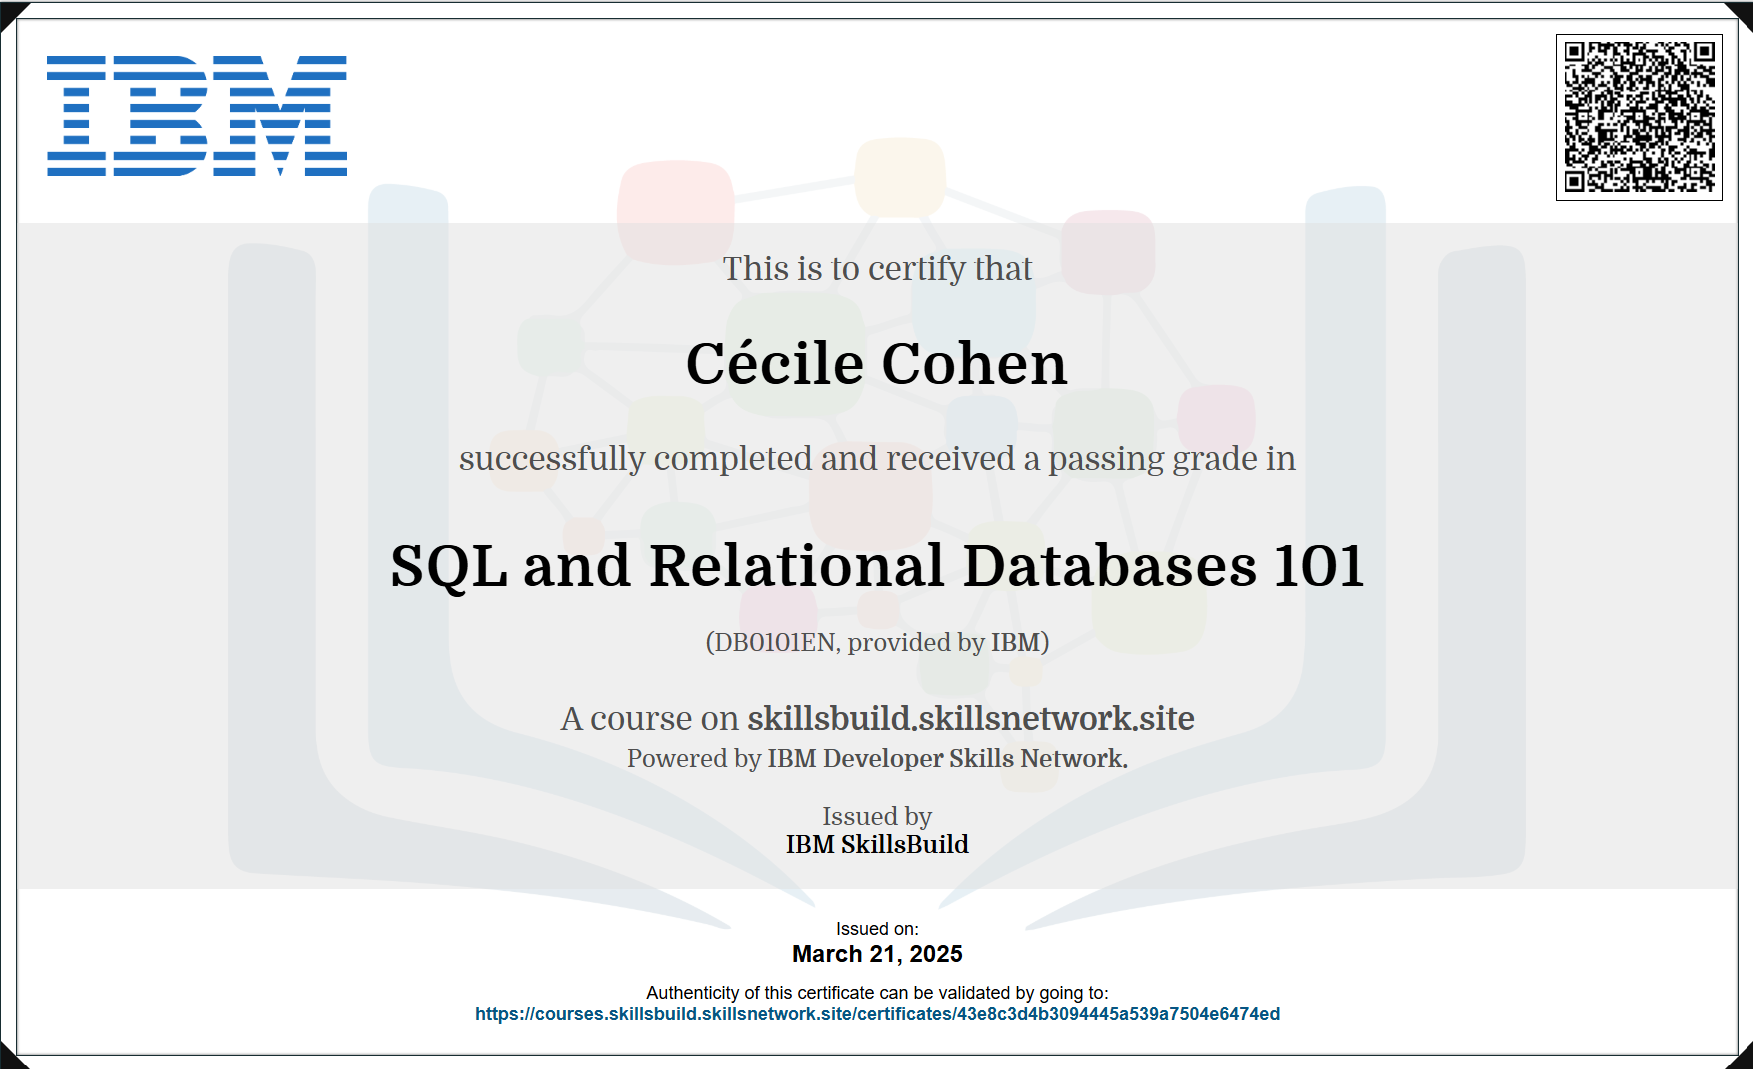 IBM
This is to certify that
Cécile Cohen
successfully completed and received a passing grade in
SQL and Relational Databases 101
(DB0101EN, provided by IBM)
A course on skillsbuild.skillsnetwork.site
Powered by IBM Developer Skills Network.
Issued by
IBM SkillsBuild
Issued on:
March 21, 2025
Authenticity of this certificate can be validated by going to:
https://courses.skillsbuild.skillsnetwork.site/certificates/43e8c3d4b3094445a539a7504e6474ed